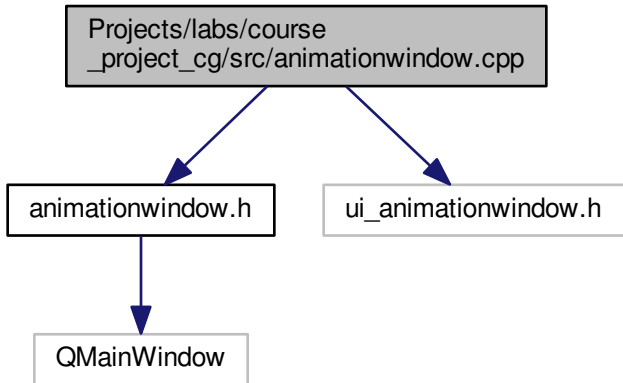 Projects/labs/course
_project_cg/src/animationwindow.cpp
animationwindow.h
ui_animationwindow.h
QMainWindow